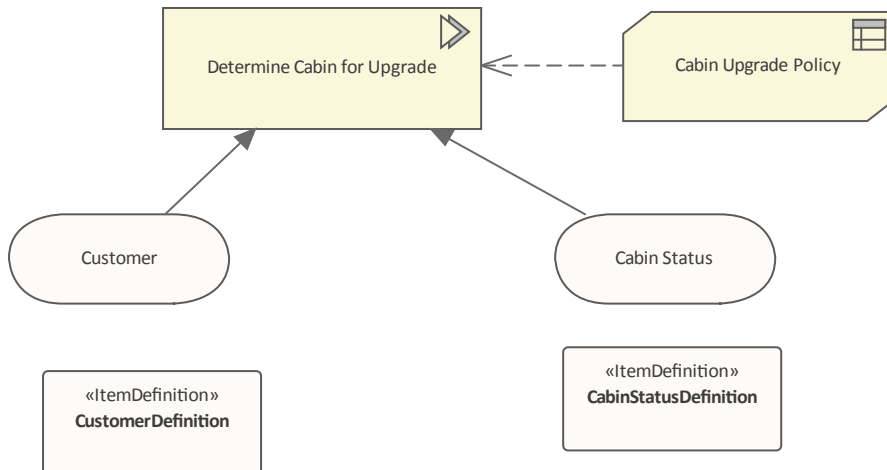 Determine Cabin for Upgrade
Cabin Upgrade Policy
Customer
Cabin Status
«ItemDefinition»
CustomerDefinition
«ItemDefinition»
CabinStatusDefinition